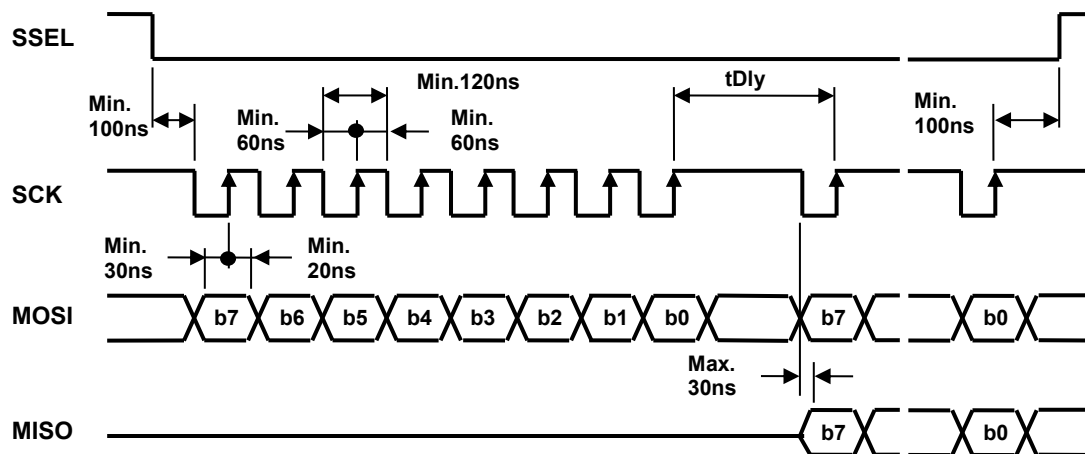 SSEL
Min.120ns
tDly
Min.
100ns
Min.
60ns
Min.
60ns
Min.
100ns
SCK
Min.
30ns
Min.
20ns
MOSI
b7 b6 b5 b4 b3 b2 b1 b0 b7 b0
Max.
30ns
MISO
b7 b0